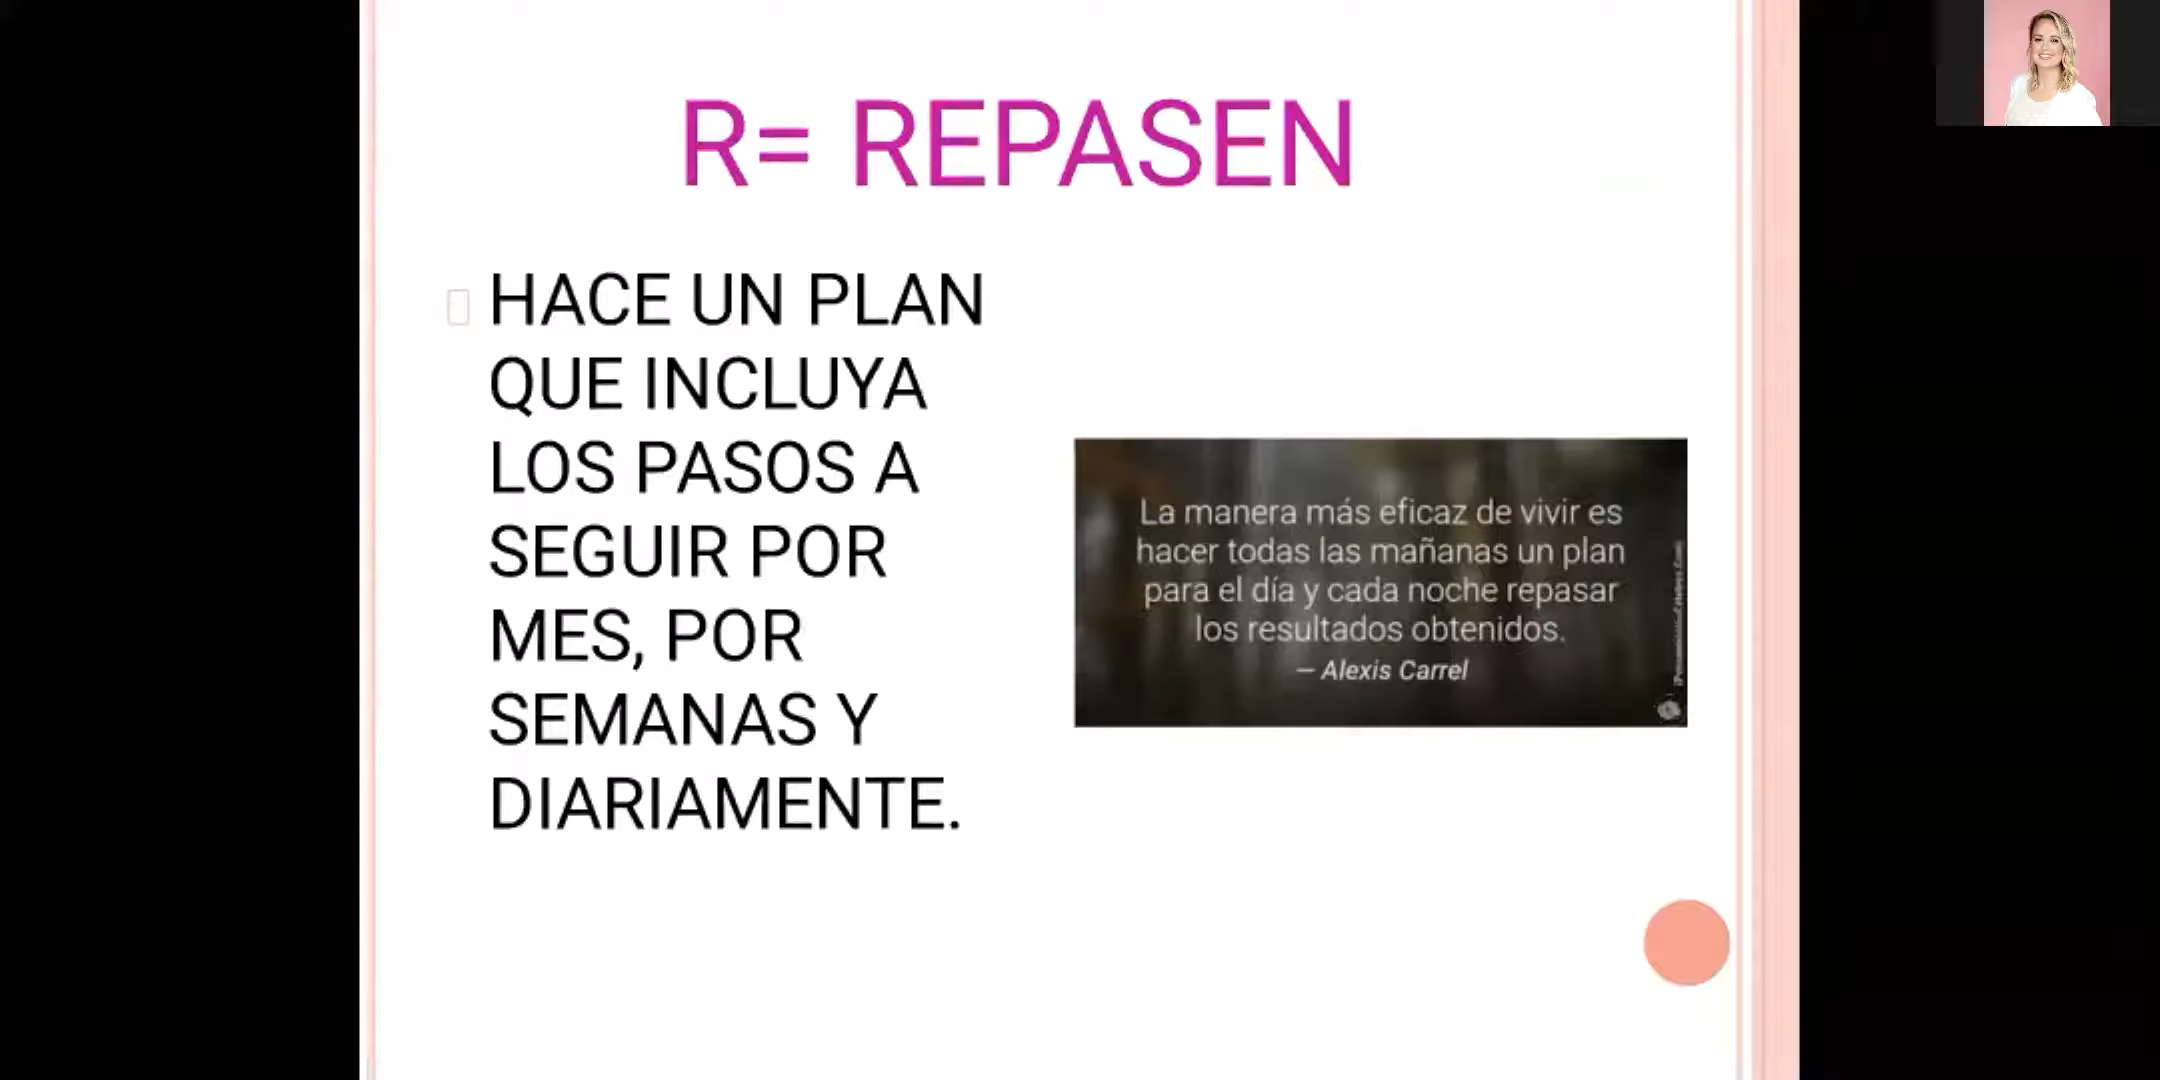 R= REPASEN
HACE UN PLAN
QUE INCLUYA
LOS PASOS A
SEGUIR POR
MES, POR
SEMANAS Y
DIARIAMENTE.
La manera más eficaz de vivir es
hacer todas las mañanas un plan
para el día y cada noche repasar
los resultados obtenidos.
— Alexis Carrel